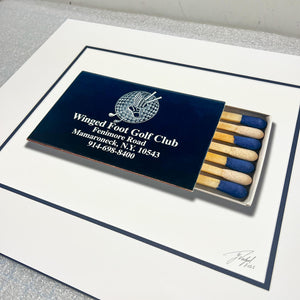 Winged Foot Golf Club
Fenimore Road
Mamaroneck, N.Y. 10543
914-698-8400